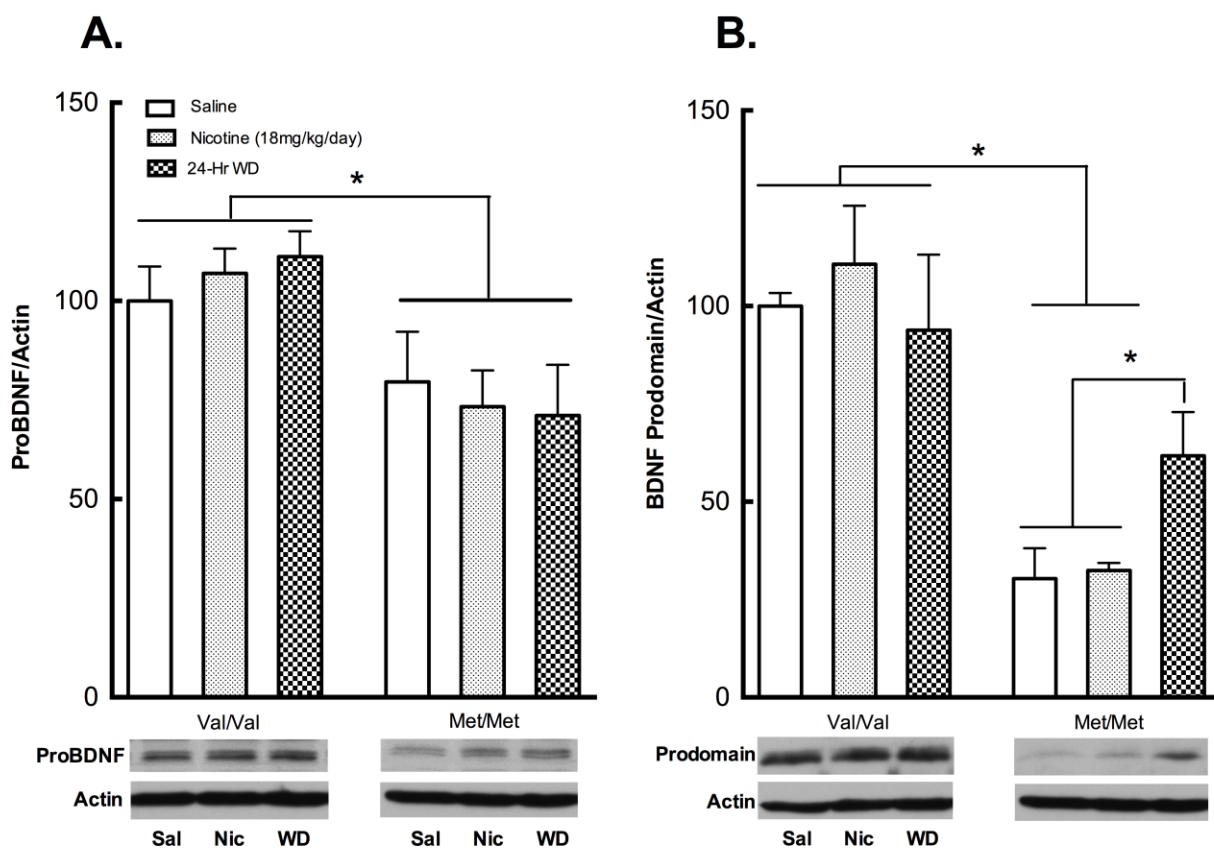 A.
150
Saline
Nicotine (18mg/kg/day)
24-Hr WD
*
100
ProBDNF/Actin
50
0
Val/Val
Met/Met
ProBDNF
Actin
Sal Nic WD
Sal Nic WD
B.
150
*
100
*
BDNF Prodomain/Actin
50
0
Val/Val
Met/Met
Prodomain
Actin
Sal Nic WD